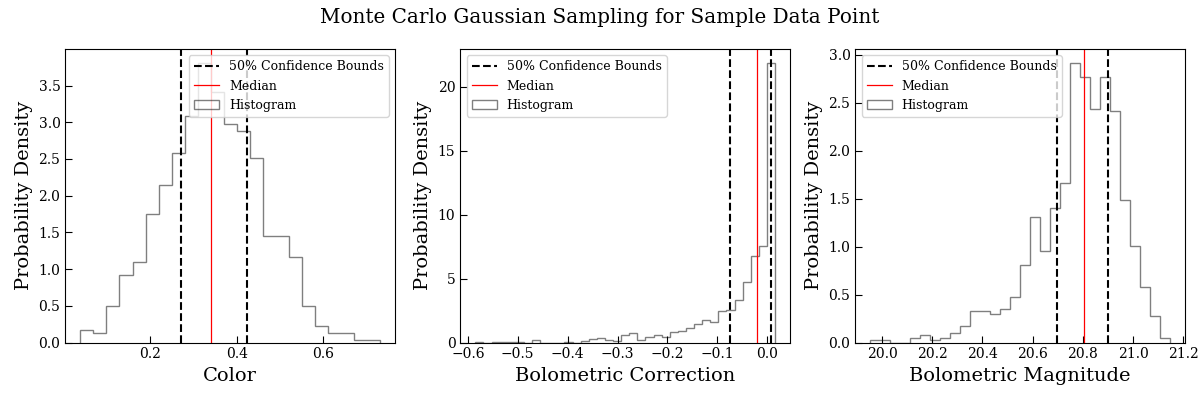 Monte Carlo Gaussian Sampling for Sample Data Point
Probability Density
3.5
3.0
2.5
2.0
1.5
1.0
0.5
0.0
0.2
0.4
0.6
Color
50% Confidence Bounds
Median
Histogram
Probability Density
20
15
10
5
0
−0.6
−0.5
−0.4
−0.3
−0.2
−0.1
0.0
Bolometric Correction
50% Confidence Bounds
Median
Histogram
Probability Density
3.0
2.5
2.0
1.5
1.0
0.5
0.0
20.0
20.2
20.4
20.6
20.8
21.0
21.2
Bolometric Magnitude
50% Confidence Bounds
Median
Histogram